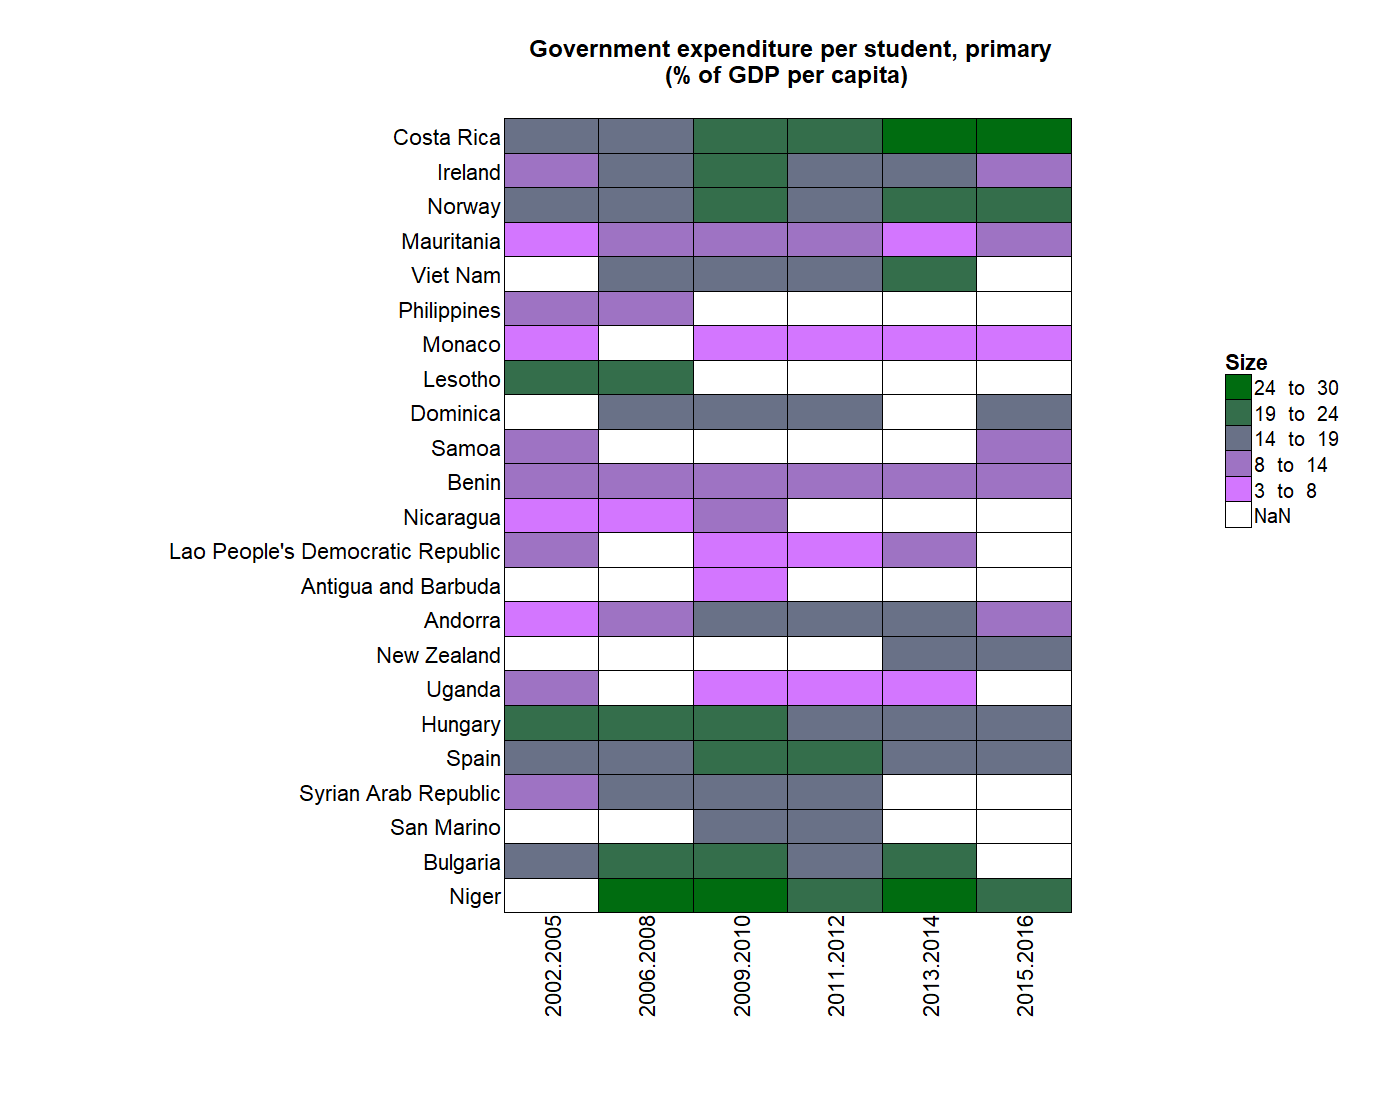 Government expenditure per student, primary
(% of GDP per capita)
Costa Rica
Ireland
Norway
Mauritania
Viet Nam
Philippines
Monaco
Lesotho
Dominica
Samoa
Benin
Nicaragua
Lao People's Democratic Republic
Antigua and Barbuda
Andorra
New Zealand
Uganda
Hungary
Spain
Syrian Arab Republic
San Marino
Bulgaria
Niger
2002.2005
2006.2008
2009.2010
2011.2012
2013.2014
2015.2016
Size
24 to 30
19 to 24
14 to 19
8 to 14
3 to 8
NaN